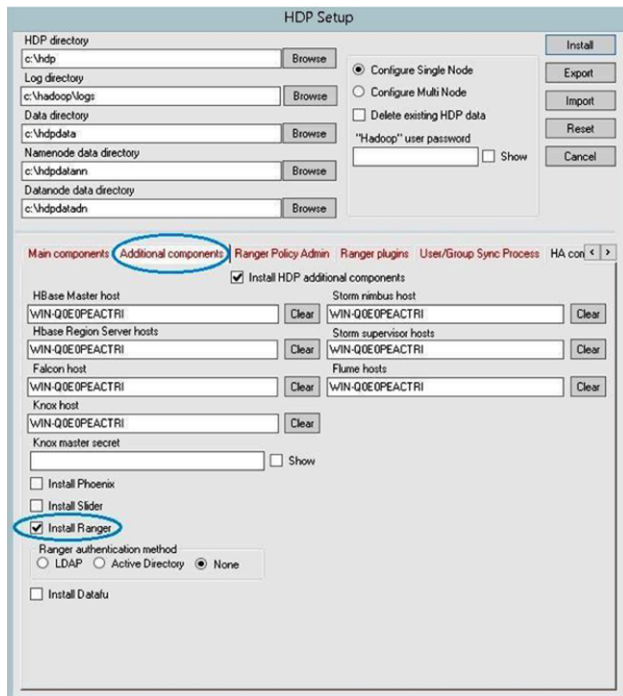 HDP Setup
HDP directory
c:\hdp
Browse
Log directory
c:\hadoop\logs
Browse
Data directory
c:\hdpdata
Browse
Namenode data directory
c:\hdpdatann
Browse
Datanode data directory
c:\hdpdatadn
Browse
Configure Single Node
Configure Multi Node
Delete existing HDP data
"Hadoop" user password
Show
Install
Export
Import
Reset
Cancel
Main components Additional components Ranger Policy Admin Ranger plugins User/Group Sync Process HA con < >
Install HDP additional components
HBase Master host
WIN-Q0E0PEACTRI
Clear
Hbase Region Server hosts
WIN-Q0E0PEACTRI
Clear
Falcon host
WIN-Q0E0PEACTRI
Clear
Knox host
WIN-Q0E0PEACTRI
Clear
Knox master secret
Show
Storm nimbus host
WIN-Q0E0PEACTRI
Clear
Storm supervisor hosts
WIN-Q0E0PEACTRI
Clear
Flume hosts
WIN-Q0E0PEACTRI
Clear
Install Phoenix
Install Slider
Install Ranger
Ranger authentication method
LDAP Active Directory None
Install Datafu